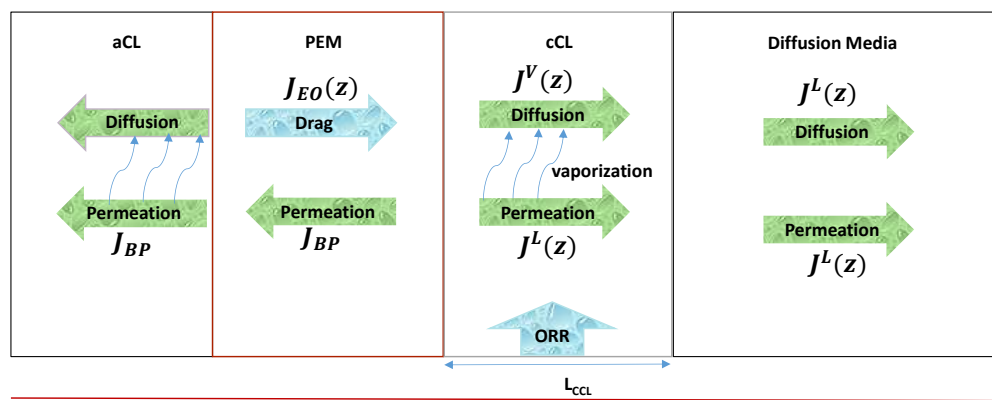 aCL
PEM
cCL
Diffusion Media
J_EO(z)
J^V(z)
J^L(z)
Diffusion
Drag
Diffusion
Diffusion
vaporization
Permeation
Permeation
Permeation
Permeation
J_BP
J_BP
J^L(z)
J^L(z)
ORR
L_CCL